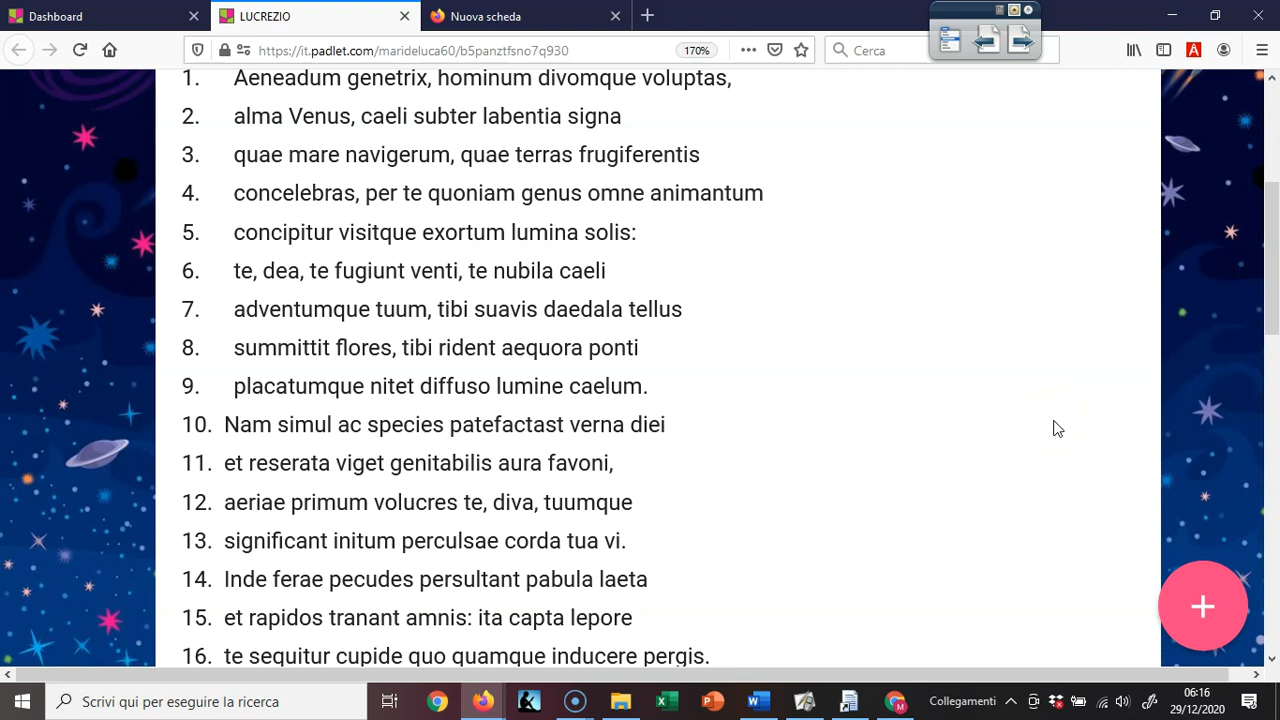 Dashboard
LUCREZIO
Nuova scheda
https://it.padlet.com/marideluca60/b5panztfsno7q930
170%
Cerca
1. Aeneadum genetrix, hominum divomque voluptas,
2. alma Venus, caeli subter labentia signa
3. quae mare navigerum, quae terras frugiferentis
4. concelebras, per te quoniam genus omne animantum
5. concipitur visitque exortum lumina solis:
6. te, dea, te fugiunt venti, te nubila caeli
7. adventumque tuum, tibi suavis daedala tellus
8. summittit flores, tibi rident aequora ponti
9. placatumque nitet diffuso lumine caelum.
10. Nam simul ac species patefactast verna diei
11. et reserata viget genitabilis aura favoni,
12. aeriae primum volucres te, diva, tuumque
13. significant initum perculsae corda tua vi.
14. Inde ferae pecudes persultant pabula laeta
15. et rapidos tranant amnis: ita capta lepore
16. te sequitur cupide quo quamque inducere pergis.
Scrivi qui per eseguire la ricerca
Collegamenti
06:16
29/12/2020